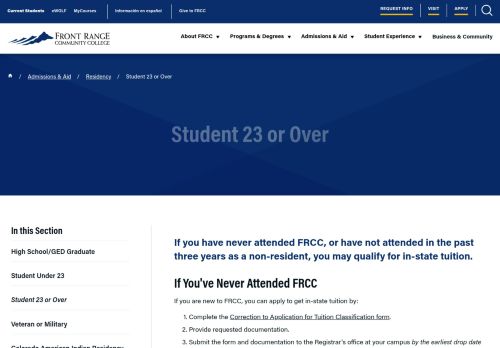 Current Students eWOLF MyCourses Información en español Give to FRCC REQUEST INFO VISIT APPLY
FRONT RANGE
COMMUNITY COLLEGE
About FRCC Programs & Degrees Admissions & Aid Student Experience Business & Community
/ Admissions & Aid / Residency / Student 23 or Over
Student 23 or Over
In this Section
High School/GED Graduate
Student Under 23
Student 23 or Over
Veteran or Military
Colorado American Indian Residency
If you have never attended FRCC, or have not attended in the past
three years as a non-resident, you may qualify for in-state tuition.
If You've Never Attended FRCC
If you are new to FRCC, you can apply to get in-state tuition by:
1. Complete the Correction to Application for Tuition Classification form.
2. Provide requested documentation.
3. Submit the form and documentation to the Registrar's office at your campus by the earliest drop date